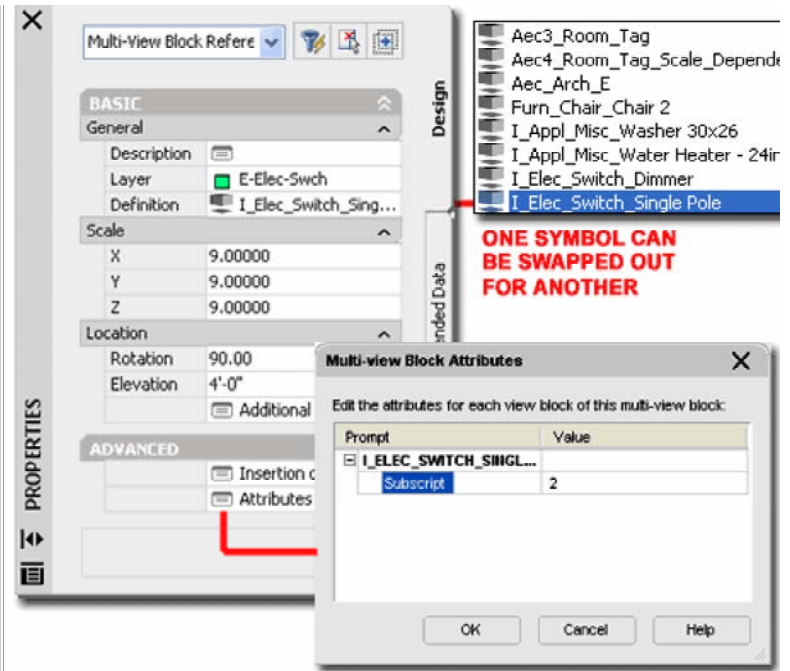 Multi-View Block Refere
BASIC
General
Description
Layer E-Elec-Swch
Definition I_Elec_Switch_Sing...
Scale
X 9.00000
Y 9.00000
Z 9.00000
Location
Rotation 90.00
Elevation 4'-0"
Additional
ADVANCED
Insertion
Attributes
PROPERTIES
Design
Aec3_Room_Tag
Aec4_Room_Tag_Scale_Depende
Aec_Arch_E
Furn_Chair_Chair 2
I_Appl_Misc_Washer 30x26
I_Appl_Misc_Water Heater - 24in
I_Elec_Switch_Dimmer
I_Elec_Switch_Single Pole
ONE SYMBOL CAN
BE SWAPPED OUT
FOR ANOTHER
ended Data
Multi-view Block Attributes
Edit the attributes for each view block of this multi-view block:
Prompt Value
I_ELEC_SWITCH_SINGL...
Subscript 2
OK Cancel Help